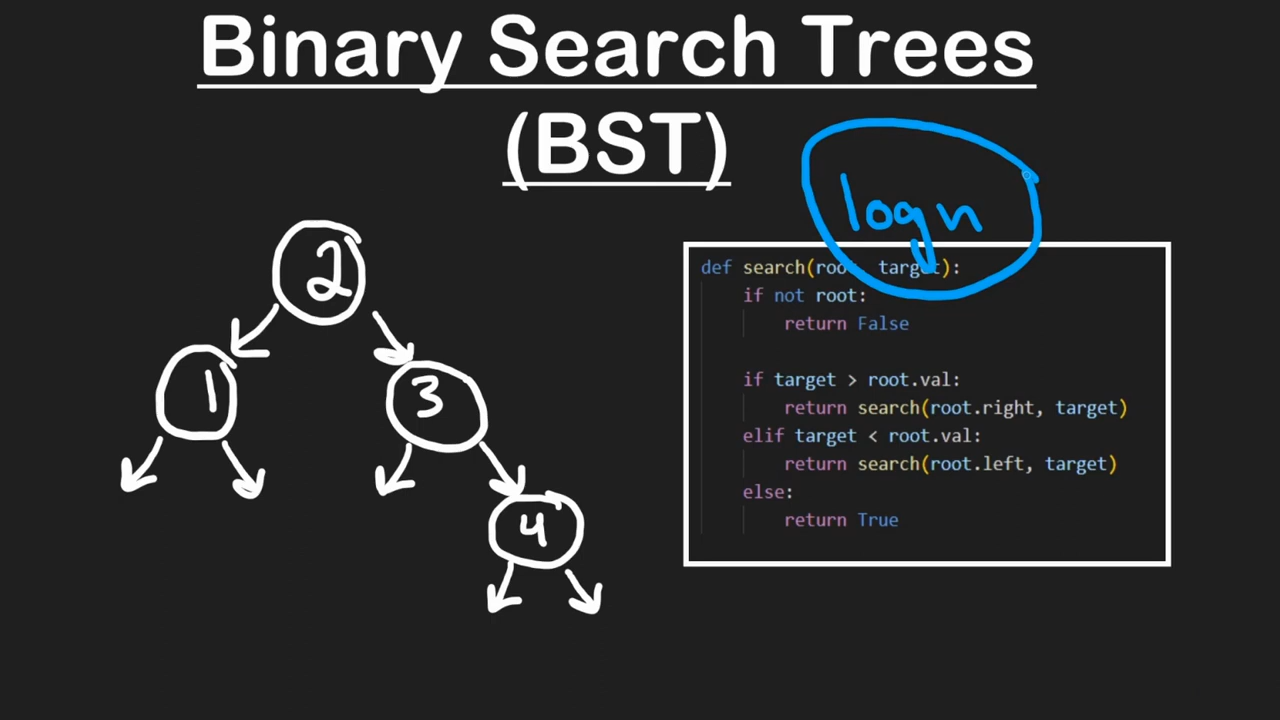 Binary Search Trees
(BST)
log n
2
1
3
4
def search(root, target):
    if not root:
        return False

    if target > root.val:
        return search(root.right, target)
    elif target < root.val:
        return search(root.left, target)
    else:
        return True